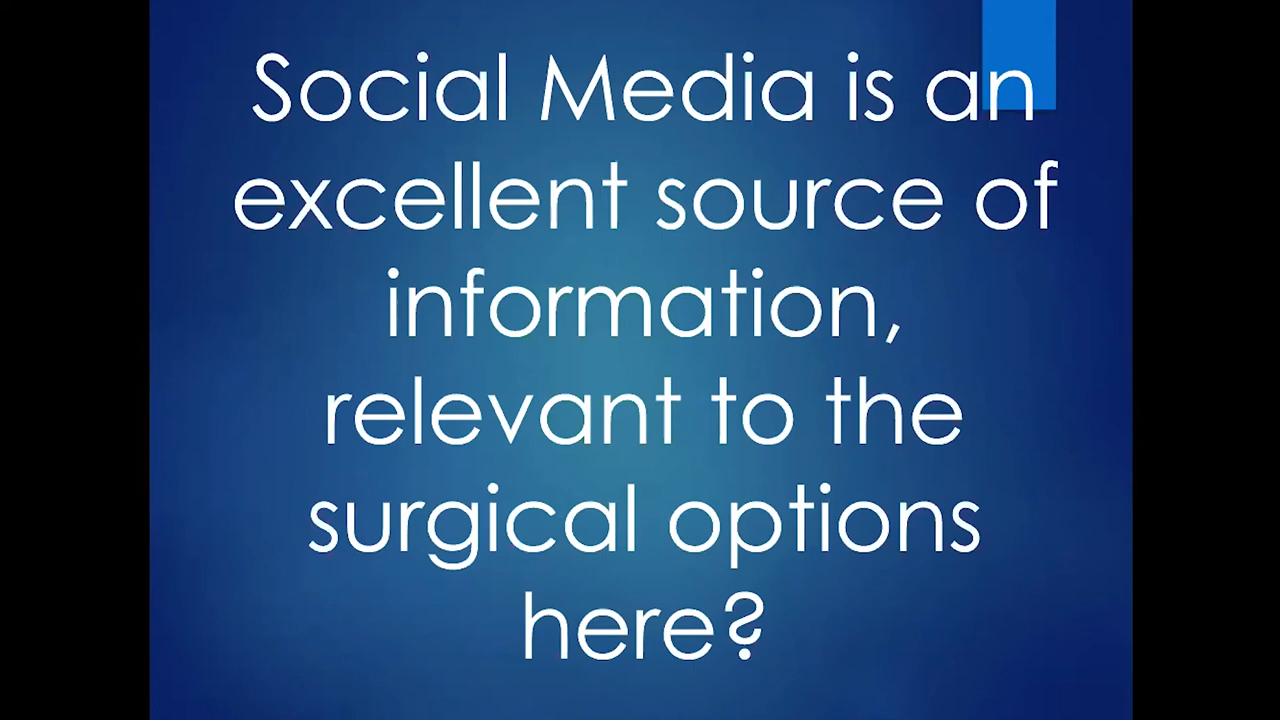 Social Media is an
excellent source of
information,
relevant to the
surgical options
here?